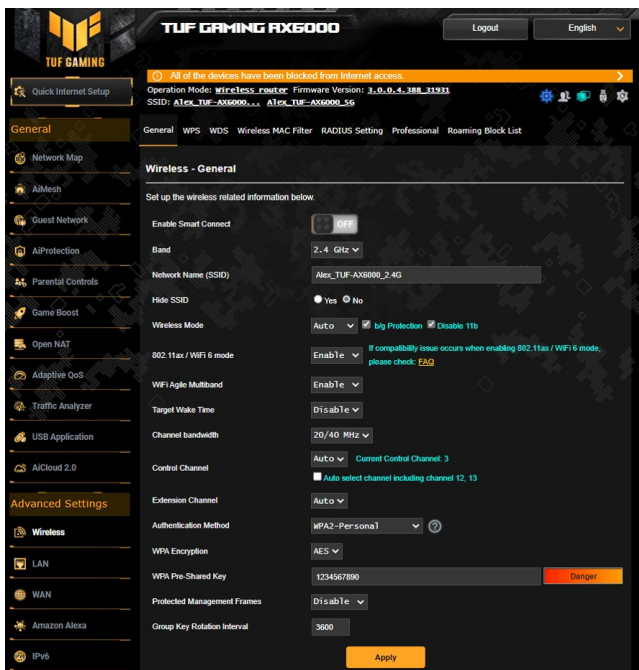 TUF GAMING
TUF GAMING AX6000
Logout
English
All of the devices have been blocked from Internet access.
Quick Internet Setup
Operation Mode: Wireless router Firmware Version: 3.0.0.4.388_31931
SSID: Alex_TUF-AX6000... Alex_TUF-AX6000_5G
General
Network Map
AiMesh
Guest Network
AiProtection
Parental Controls
Game Boost
Open NAT
Adaptive QoS
Traffic Analyzer
USB Application
AiCloud 2.0
Advanced Settings
Wireless
LAN
WAN
Amazon Alexa
IPv6
General WPS WDS Wireless MAC Filter RADIUS Setting Professional Roaming Block List
Wireless - General
Set up the wireless related information below.
Enable Smart Connect OFF
Band 2.4 GHz
Network Name (SSID) Alex_TUF-AX6000_2.4G
Hide SSID Yes No
Wireless Mode Auto b/g Protection Disable 11b
802.11ax / WiFi 6 mode Enable If compatibility issue occurs when enabling 802.11ax / WiFi 6 mode,
please check: FAQ
WiFi Agile Multiband Enable
Target Wake Time Disable
Channel bandwidth 20/40 MHz
Control Channel Auto Current Control Channel: 3
Auto select channel including channel 12, 13
Extension Channel Auto
Authentication Method WPA2-Personal ?
WPA Encryption AES
WPA Pre-Shared Key 1234567890 Danger
Protected Management Frames Disable
Group Key Rotation Interval 3600
Apply